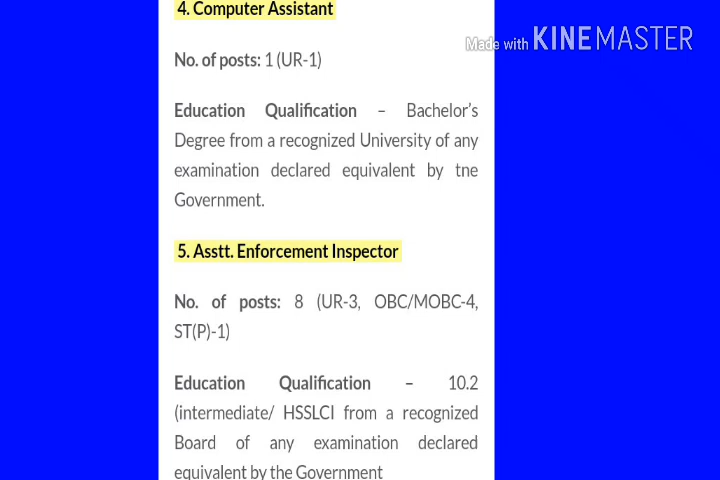 4. Computer Assistant
Made with KINEMASTER
No. of posts: 1 (UR-1)
Education Qualification – Bachelor's
Degree from a recognized University of any
examination declared equivalent by tne
Government.
5. Asstt. Enforcement Inspector
No. of posts: 8 (UR-3, OBC/MOBC-4,
ST(P)-1)
Education Qualification – 10.2
(intermediate/ HSSLCI from a recognized
Board of any examination declared
equivalent by the Government